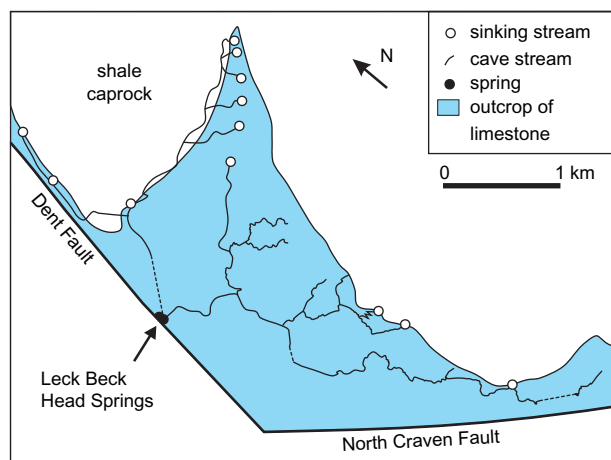 shale
caprock
N
sinking stream
cave stream
spring
outcrop of
limestone
0 1 km
Dent Fault
Leck Beck
Head Springs
North Craven Fault